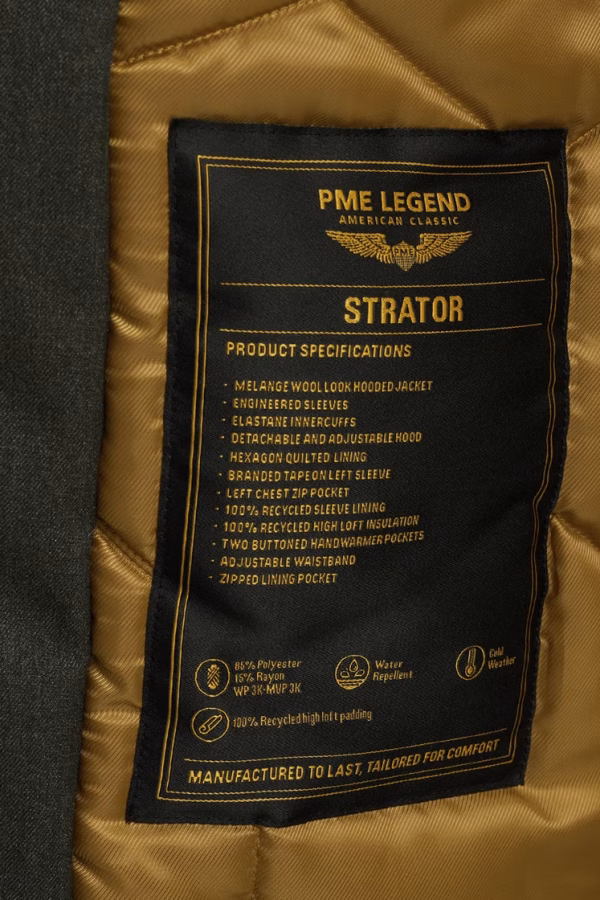 PME LEGEND
AMERICAN CLASSIC
PME
STRATOR
PRODUCT SPECIFICATIONS
- MELANGE WOOL LOOK HOODED JACKET
- ENGINEERED SLEEVES
- ELASTANE INNERCUFFS
- DETACHABLE AND ADJUSTABLE HOOD
- HEXAGON QUILTED LINING
- BRANDED TAPE ON LEFT SLEEVE
- LEFT CHEST ZIP POCKET
- 100% RECYCLED SLEEVE LINING
- 100% RECYCLED HIGH LOFT INSULATION
- TWO BUTTONED HANDWARMER POCKETS
- ADJUSTABLE WAISTBAND
- ZIPPED LINING POCKET
85% Polyester
15% Rayon
WP 3K-MVP 3K
Water
Repellent
Cold
Weather
100% Recycled high loft padding
MANUFACTURED TO LAST, TAILORED FOR COMFORT